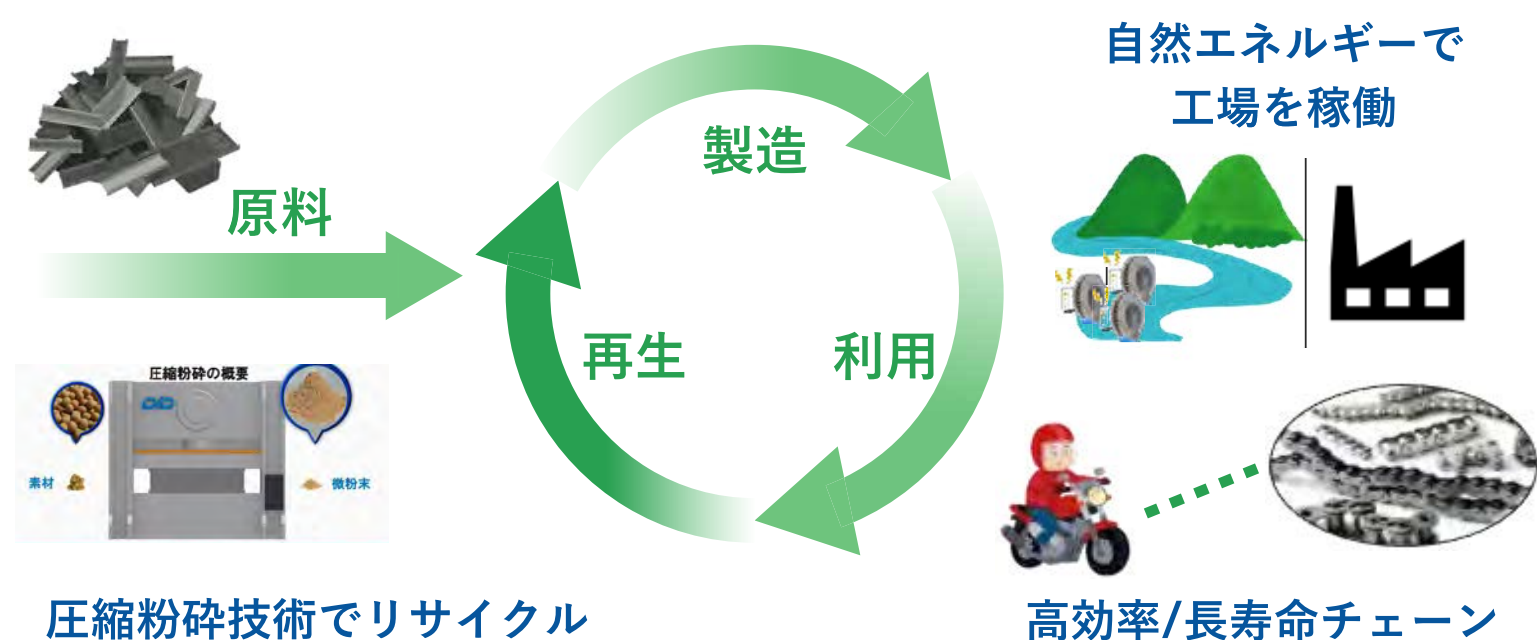 自然エネルギーで
工場を稼働
製造
原料
再生
利用
圧縮粉砕の概要
素材
微粉末
圧縮粉砕技術でリサイクル
高効率/長寿命チェーン